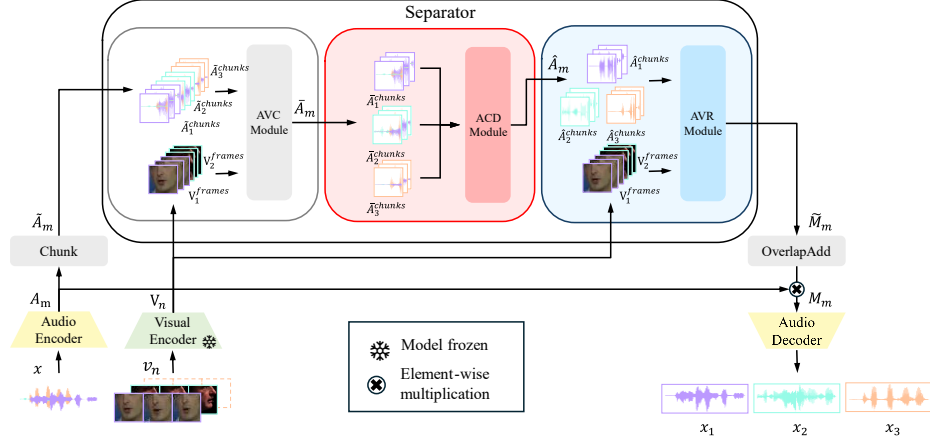 Separator
Ã₃^chunks
Ã₂^chunks
Ã₁^chunks
AVC
Module
V₂^frames
V₁^frames
Ā_m
Ā₁^chunks
Ā₂^chunks
Ā₃^chunks
ACD
Module
Â_m
Â₁^chunks
Â₂^chunks
Â₃^chunks
V₂^frames
V₁^frames
AVR
Module
Ã_m
Chunk
A_m
Audio
Encoder
x
V_n
Visual
Encoder
v_n
M̃_m
OverlapAdd
M_m
Audio
Decoder
Model frozen
Element-wise
multiplication
x₁
x₂
x₃